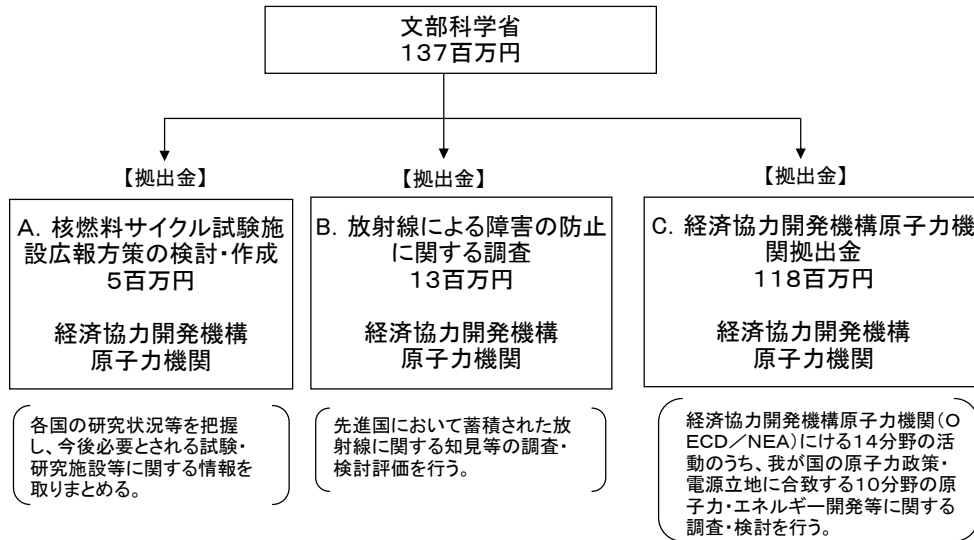 文部科学省
137百万円
【拠出金】
【拠出金】
【拠出金】
A．核燃料サイクル試験施
設広報方策の検討・作成
5百万円
経済協力開発機構
原子力機関
B．放射線による障害の防止
に関する調査
13百万円
経済協力開発機構
原子力機関
C．経済協力開発機構原子力機
関拠出金
118百万円
経済協力開発機構
原子力機関
各国の研究状況等を把握
し、今後必要とされる試験・
研究施設等に関する情報を
取りまとめる。
先進国において蓄積された放
射線に関する知見等の調査・
検討評価を行う。
経済協力開発機構原子力機関（O
ECD／NEA）にける14分野の活
動のうち、我が国の原子力政策・
電源立地に合致する10分野の原
子力・エネルギー開発等に関する
調査・検討を行う。